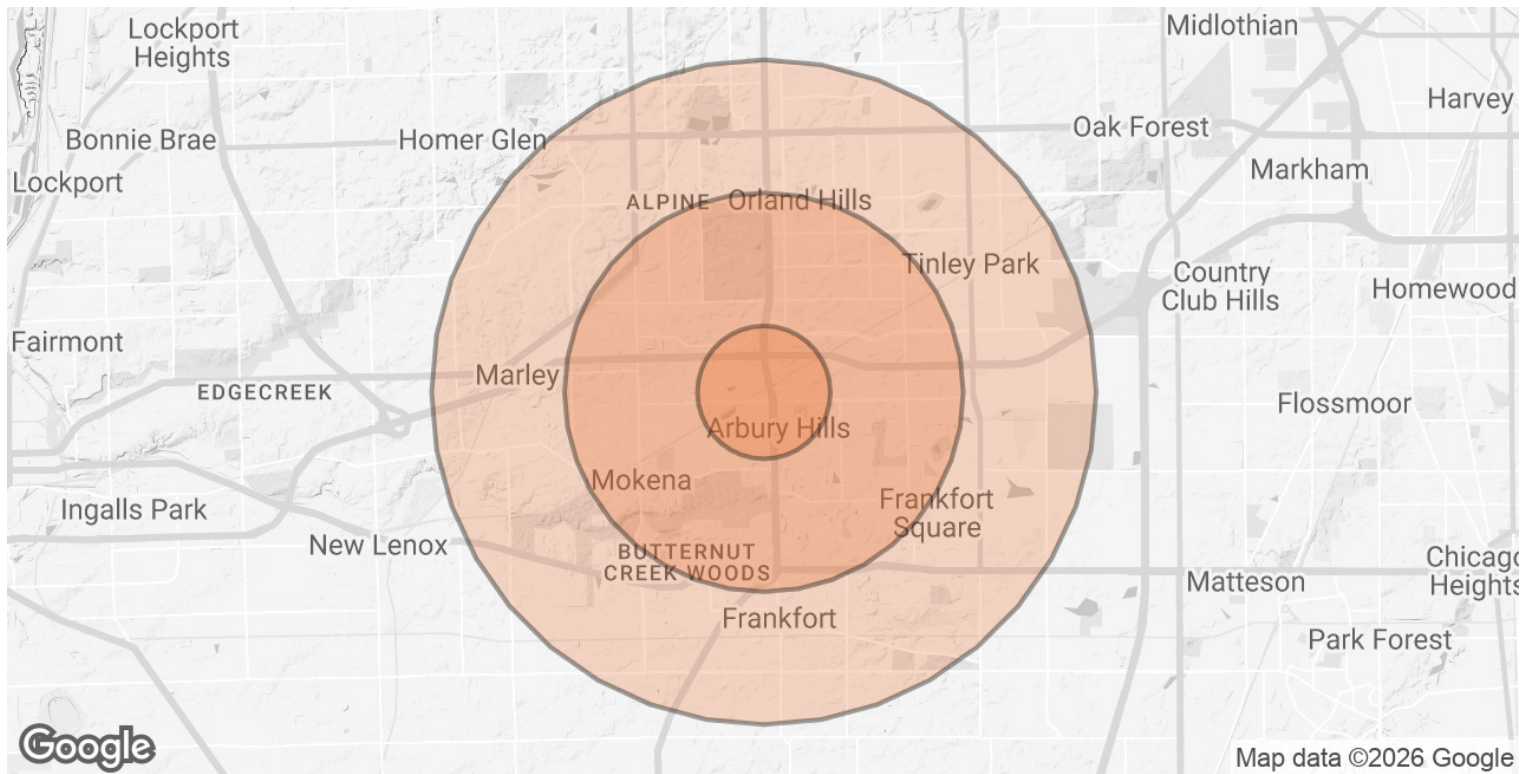 Lockport
Heights
Midlothian
Harvey
Bonnie Brae
Homer Glen
Oak Forest
Lockport
Markham
ALPINE
Orland Hills
Tinley Park
Country
Club Hills
Homewood
Fairmont
Marley
EDGECREEK
Flossmoor
Arbury Hills
Mokena
Ingalls Park
Frankfort
Square
New Lenox
BUTTERNUT
CREEK WOODS
Chicago
Heights
Matteson
Frankfort
Park Forest
Google
Map data ©2026 Google